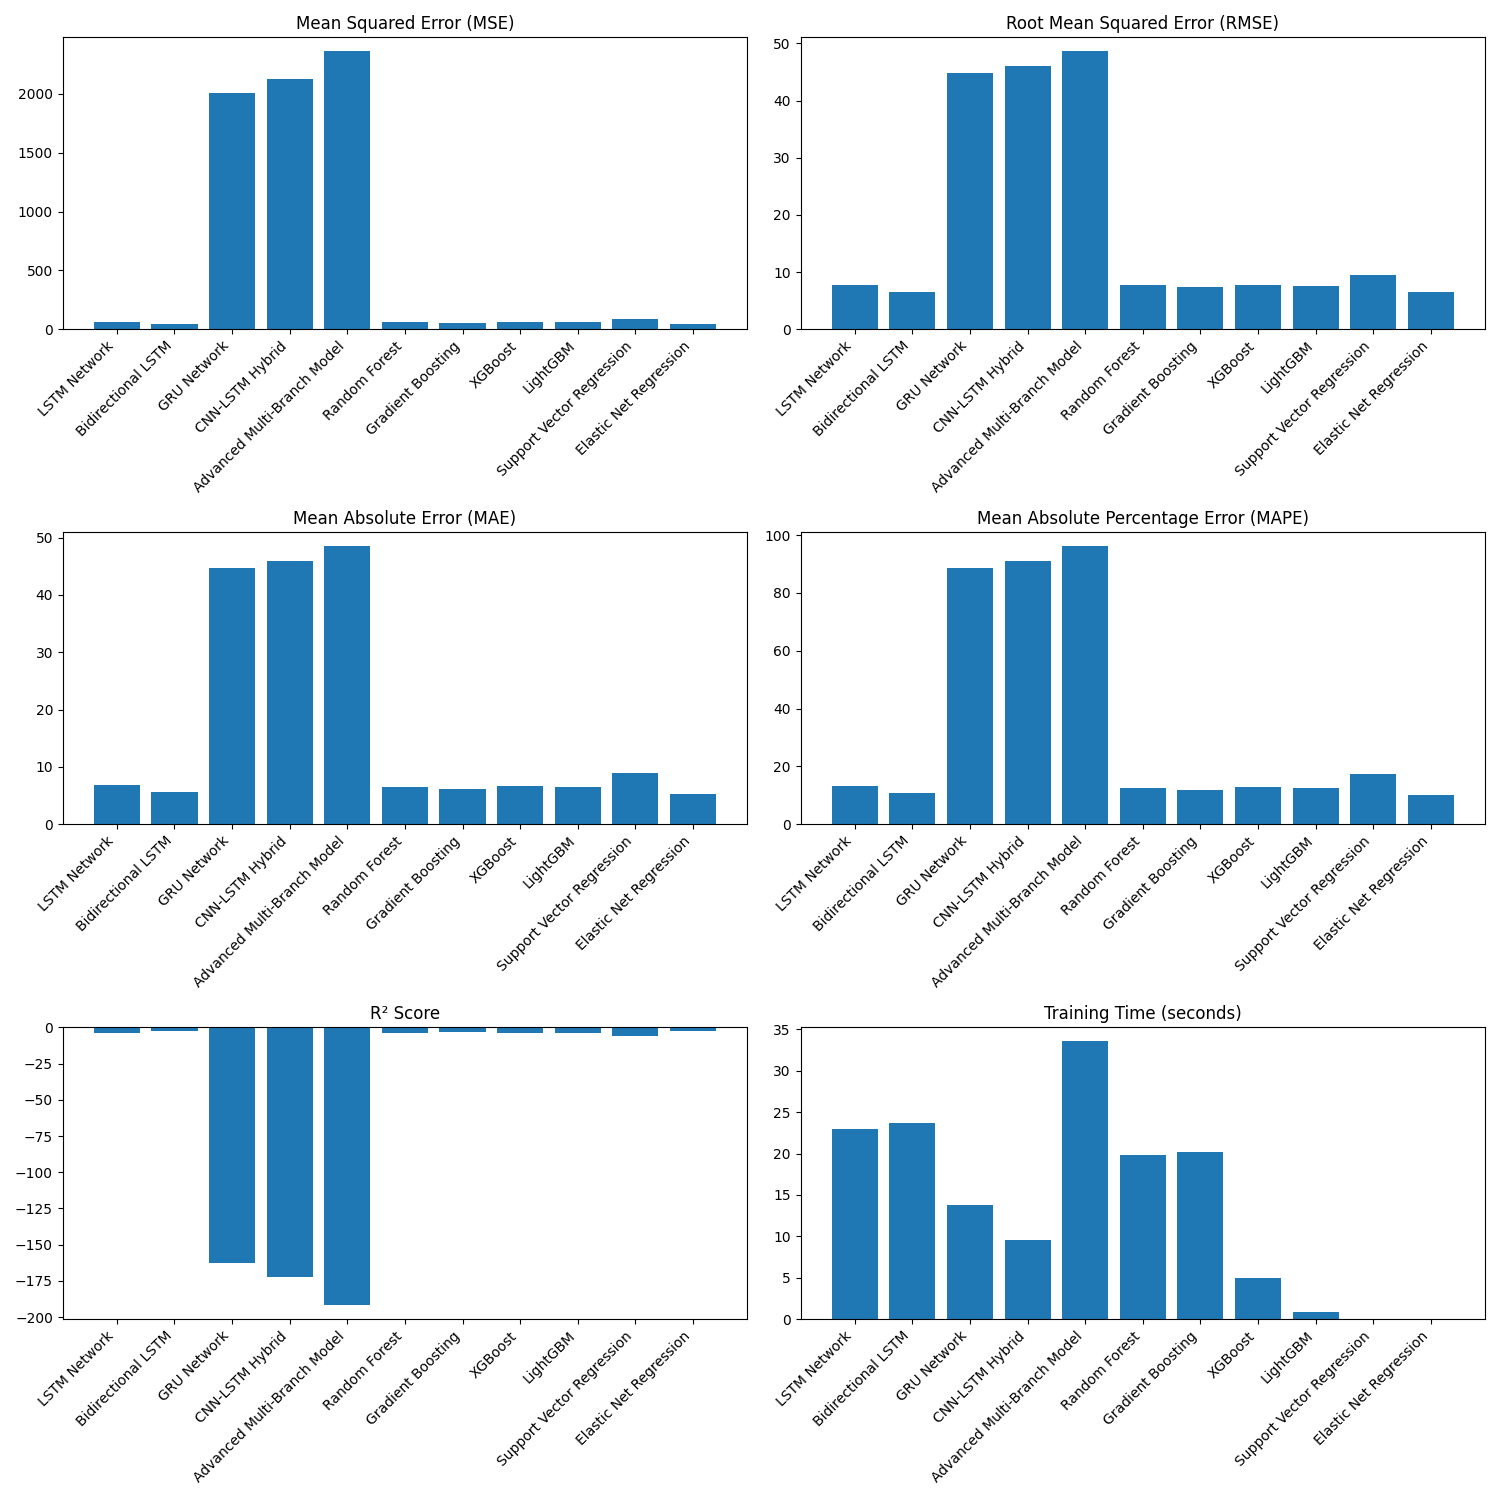 Mean Squared Error (MSE)
2000
1500
1000
500
0
LSTM Network
Bidirectional LSTM
GRU Network
CNN-LSTM Hybrid
Advanced Multi-Branch Model
Random Forest
Gradient Boosting
XGBoost
LightGBM
Support Vector Regression
Elastic Net Regression
Root Mean Squared Error (RMSE)
50
40
30
20
10
0
LSTM Network
Bidirectional LSTM
GRU Network
CNN-LSTM Hybrid
Advanced Multi-Branch Model
Random Forest
Gradient Boosting
XGBoost
LightGBM
Support Vector Regression
Elastic Net Regression
Mean Absolute Error (MAE)
50
40
30
20
10
0
LSTM Network
Bidirectional LSTM
GRU Network
CNN-LSTM Hybrid
Advanced Multi-Branch Model
Random Forest
Gradient Boosting
XGBoost
LightGBM
Support Vector Regression
Elastic Net Regression
Mean Absolute Percentage Error (MAPE)
100
80
60
40
20
0
LSTM Network
Bidirectional LSTM
GRU Network
CNN-LSTM Hybrid
Advanced Multi-Branch Model
Random Forest
Gradient Boosting
XGBoost
LightGBM
Support Vector Regression
Elastic Net Regression
R² Score
0
−25
−50
−75
−100
−125
−150
−175
−200
LSTM Network
Bidirectional LSTM
GRU Network
CNN-LSTM Hybrid
Advanced Multi-Branch Model
Random Forest
Gradient Boosting
XGBoost
LightGBM
Support Vector Regression
Elastic Net Regression
Training Time (seconds)
35
30
25
20
15
10
5
0
LSTM Network
Bidirectional LSTM
GRU Network
CNN-LSTM Hybrid
Advanced Multi-Branch Model
Random Forest
Gradient Boosting
XGBoost
LightGBM
Support Vector Regression
Elastic Net Regression